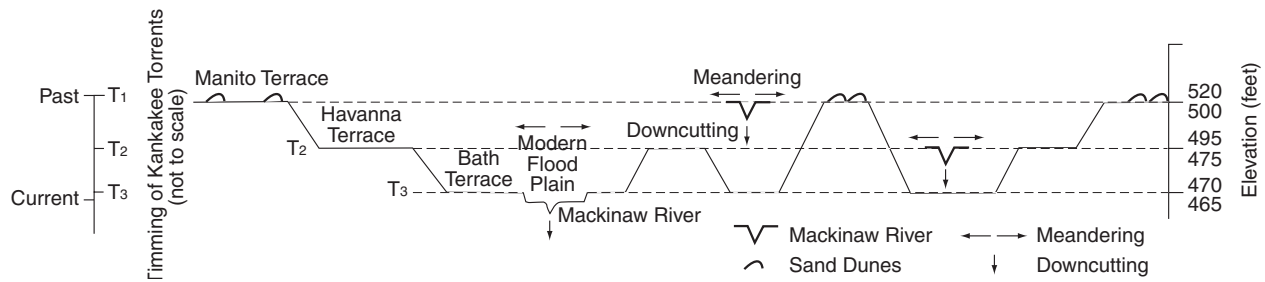 Past
T1
T2
T3
Current
Timming of Kankakee Torrents
(not to scale)
Manito Terrace
Havanna
Terrace
T2
Bath
Terrace
T3
Modern
Flood
Plain
Mackinaw River
Meandering
Downcutting
520
500
495
475
470
465
Elevation (feet)
Mackinaw River
Meandering
Sand Dunes
Downcutting